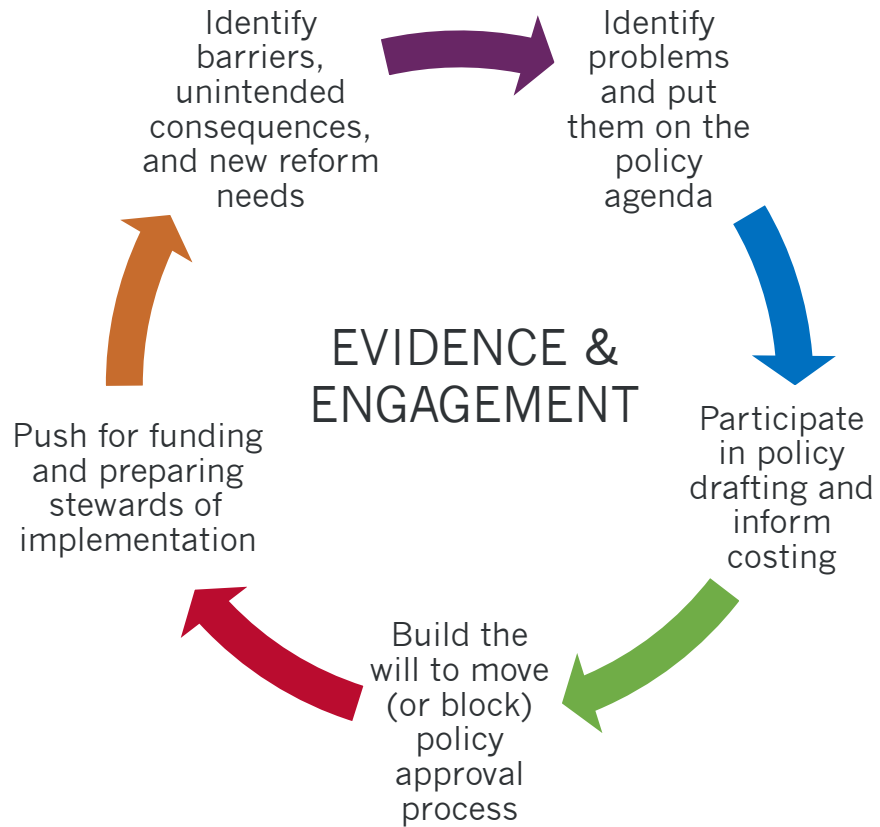 Identify
barriers,
unintended
consequences,
and new reform
needs
Identify
problems
and put
them on the
policy
agenda
EVIDENCE &
ENGAGEMENT
Participate
in policy
drafting and
inform
costing
Build the
will to move
(or block)
policy
approval
process
Push for funding
and preparing
stewards of
implementation